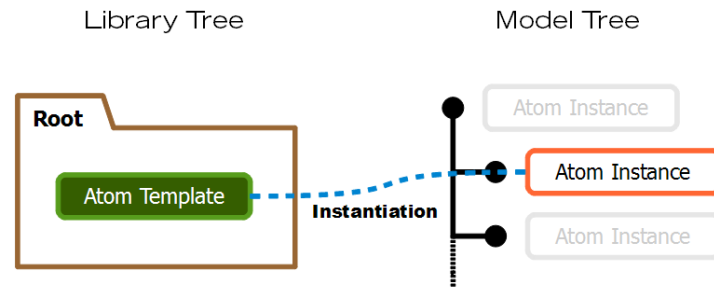 Library Tree
Model Tree
Root
Atom Template
Instantiation
Atom Instance
Atom Instance
Atom Instance